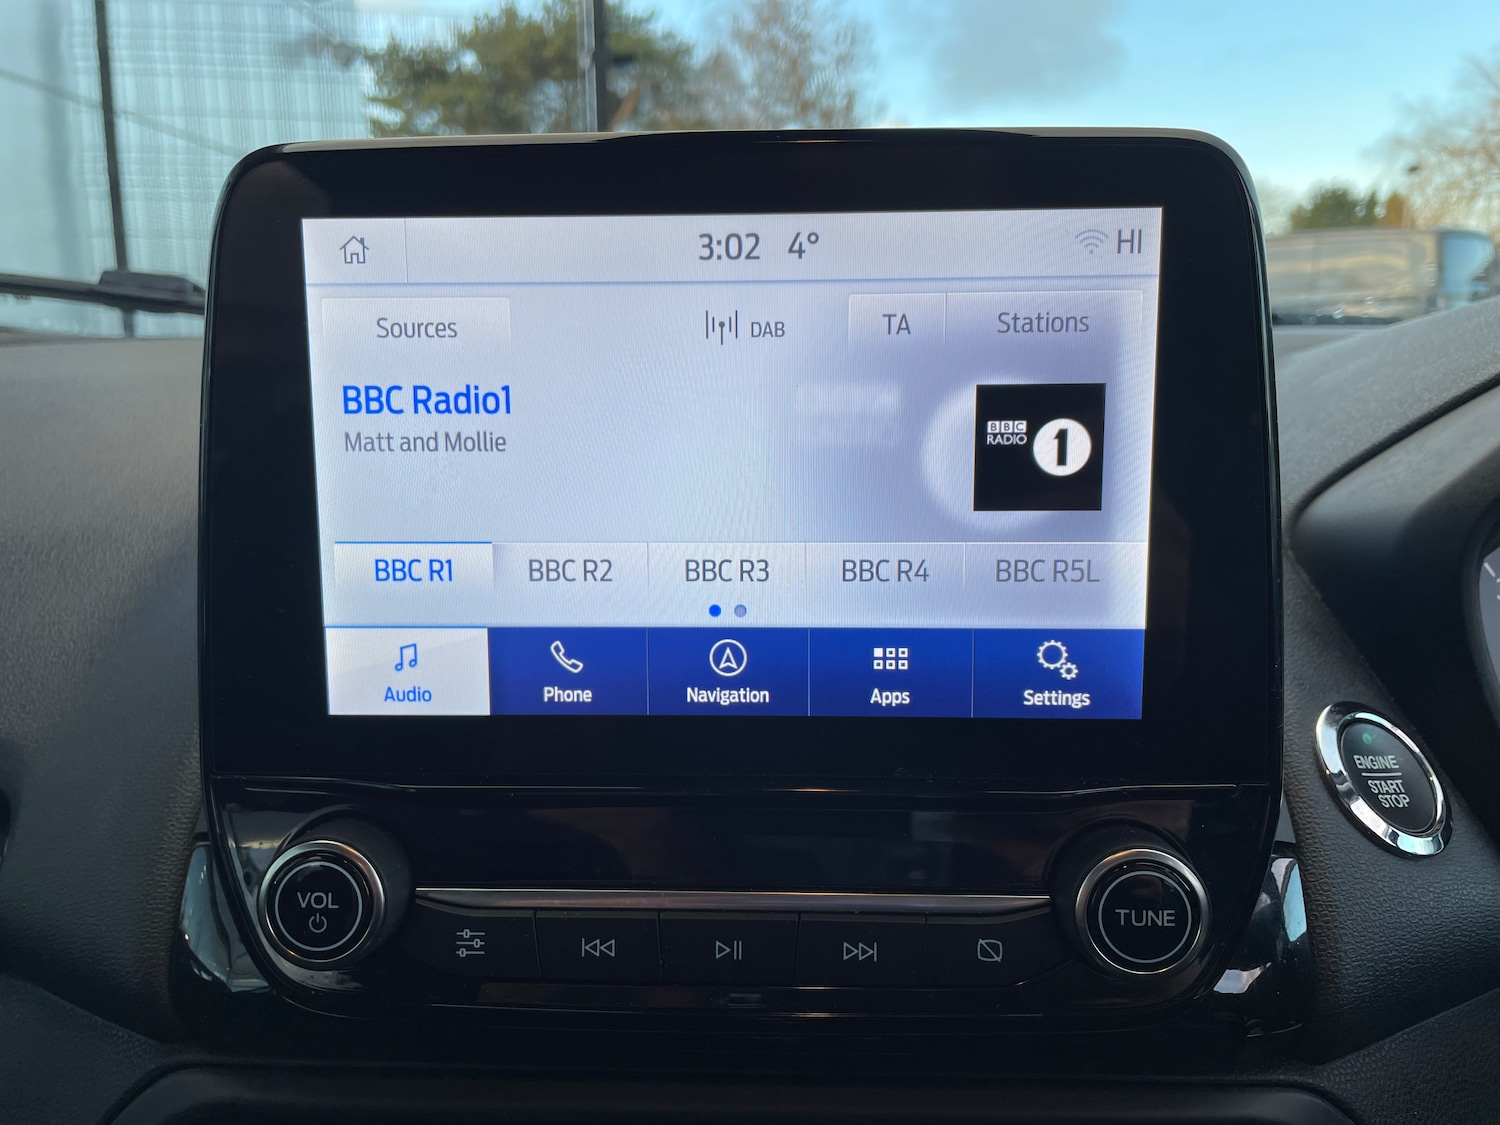 3:02 4° HI
Sources DAB TA Stations
BBC Radio1
Matt and Mollie
BBC
RADIO 1
BBC R1 BBC R2 BBC R3 BBC R4 BBC R5L
Audio Phone Navigation Apps Settings
ENGINE
START
STOP
VOL TUNE